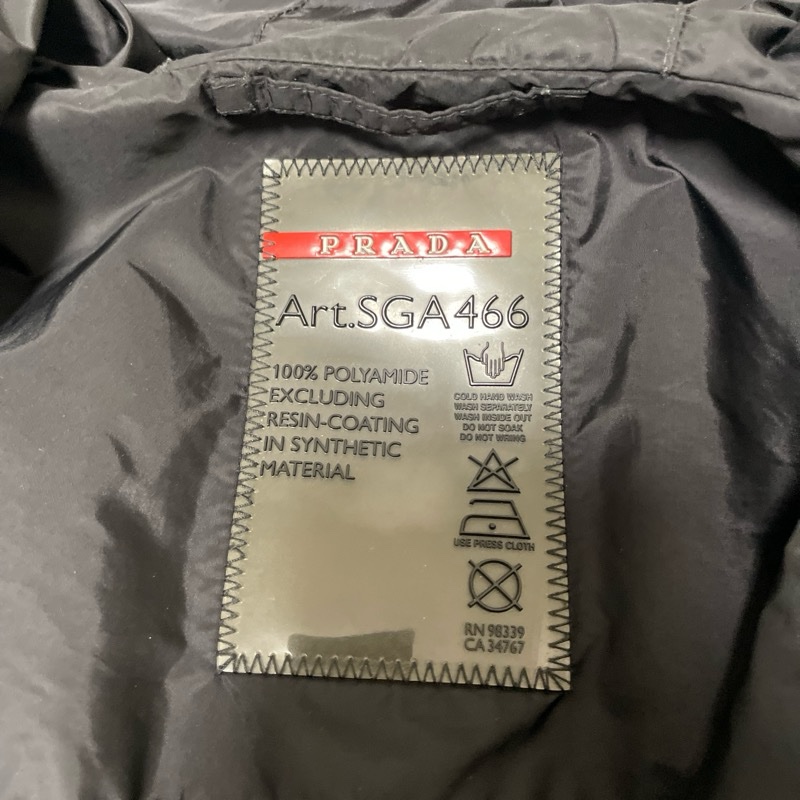 PRADA
Art.SGA466
100% POLYAMIDE
EXCLUDING
RESIN-COATING
IN SYNTHETIC
MATERIAL
COLD HAND WASH
WASH SEPARATELY
WASH INSIDE OUT
DO NOT SOAK
DO NOT WRING
USE PRESS CLOTH
RN 98339
CA 34767